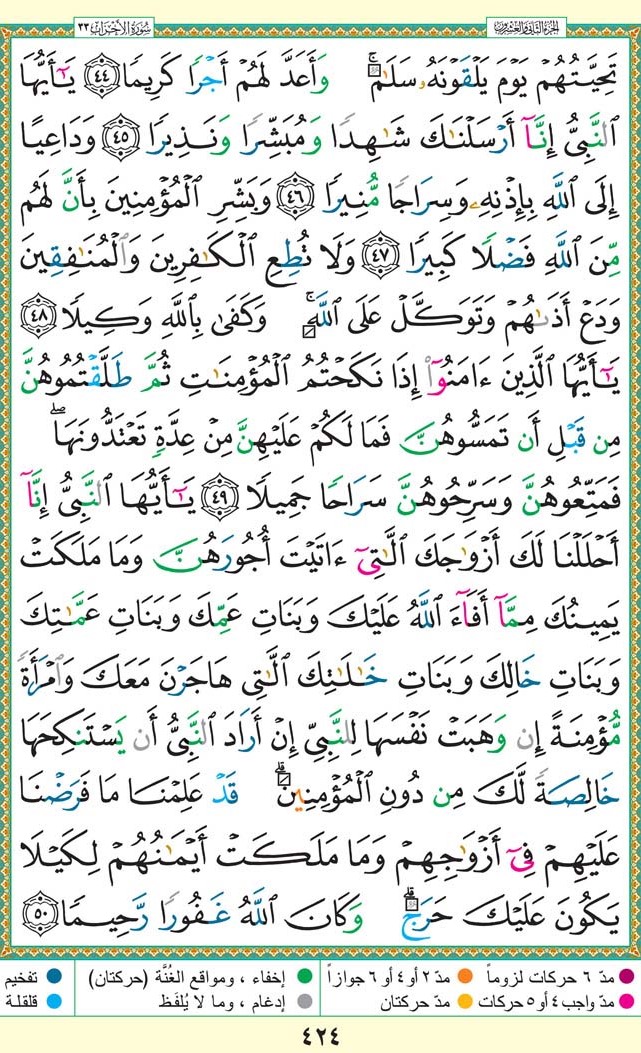 الجزء الثاني والعشرون
سورة الأحزاب ٣٣
تَحِيَّتُهُمْ يَوْمَ يَلْقَوْنَهُۥ سَلَٰمٌۚ وَأَعَدَّ لَهُمْ أَجْرًا كَرِيمًا ٤٤ يَٰٓأَيُّهَا
ٱلنَّبِىُّ إِنَّآ أَرْسَلْنَٰكَ شَٰهِدًا وَمُبَشِّرًا وَنَذِيرًا ٤٥ وَدَاعِيًا
إِلَى ٱللَّهِ بِإِذْنِهِۦ وَسِرَاجًا مُّنِيرًا ٤٦ وَبَشِّرِ ٱلْمُؤْمِنِينَ بِأَنَّ لَهُم
مِّنَ ٱللَّهِ فَضْلًا كَبِيرًا ٤٧ وَلَا تُطِعِ ٱلْكَٰفِرِينَ وَٱلْمُنَٰفِقِينَ
وَدَعْ أَذَىٰهُمْ وَتَوَكَّلْ عَلَى ٱللَّهِۚ وَكَفَىٰ بِٱللَّهِ وَكِيلًا ٤٨
يَٰٓأَيُّهَا ٱلَّذِينَ ءَامَنُوٓا۟ إِذَا نَكَحْتُمُ ٱلْمُؤْمِنَٰتِ ثُمَّ طَلَّقْتُمُوهُنَّ
مِن قَبْلِ أَن تَمَسُّوهُنَّ فَمَا لَكُمْ عَلَيْهِنَّ مِنْ عِدَّةٍ تَعْتَدُّونَهَاۖ
فَمَتِّعُوهُنَّ وَسَرِّحُوهُنَّ سَرَاحًا جَمِيلًا ٤٩ يَٰٓأَيُّهَا ٱلنَّبِىُّ إِنَّآ
أَحْلَلْنَا لَكَ أَزْوَٰجَكَ ٱلَّٰتِىٓ ءَاتَيْتَ أُجُورَهُنَّ وَمَا مَلَكَتْ
يَمِينُكَ مِمَّآ أَفَآءَ ٱللَّهُ عَلَيْكَ وَبَنَاتِ عَمِّكَ وَبَنَاتِ عَمَّٰتِكَ
وَبَنَاتِ خَالِكَ وَبَنَاتِ خَٰلَٰتِكَ ٱلَّٰتِى هَاجَرْنَ مَعَكَ وَٱمْرَأَةً
مُّؤْمِنَةً إِن وَهَبَتْ نَفْسَهَا لِلنَّبِىِّ إِنْ أَرَادَ ٱلنَّبِىُّ أَن يَسْتَنكِحَهَا
خَالِصَةً لَّكَ مِن دُونِ ٱلْمُؤْمِنِينَۗ قَدْ عَلِمْنَا مَا فَرَضْنَا
عَلَيْهِمْ فِىٓ أَزْوَٰجِهِمْ وَمَا مَلَكَتْ أَيْمَٰنُهُمْ لِكَيْلَا
يَكُونَ عَلَيْكَ حَرَجٌۗ وَكَانَ ٱللَّهُ غَفُورًا رَّحِيمًا ٥٠
مدّ ٦ حركات لزوماً مدّ ٢ أو ٤ أو ٦ جوازاً إخفاء ، ومواقع الغُنَّة (حركتان) تفخيم
مدّ واجب ٤ أو ٥ حركات مدّ حركتان إدغام ، وما لا يُلفَظ قلقلة
٤٢٤